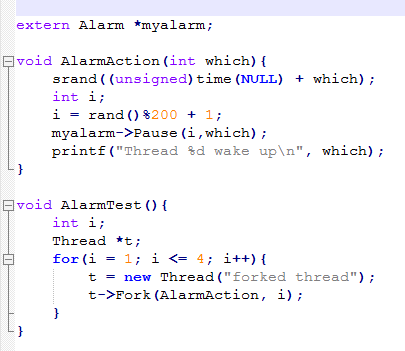 extern Alarm *myalarm;
void AlarmAction(int which){
srand((unsigned)time(NULL) + which);
int i;
i = rand()%200 + 1;
myalarm->Pause(i,which);
printf("Thread %d wake up\n", which);
}
void AlarmTest(){
int i;
Thread *t;
for(i = 1; i <= 4; i++){
t = new Thread("forked thread");
t->Fork(AlarmAction, i);
}
}